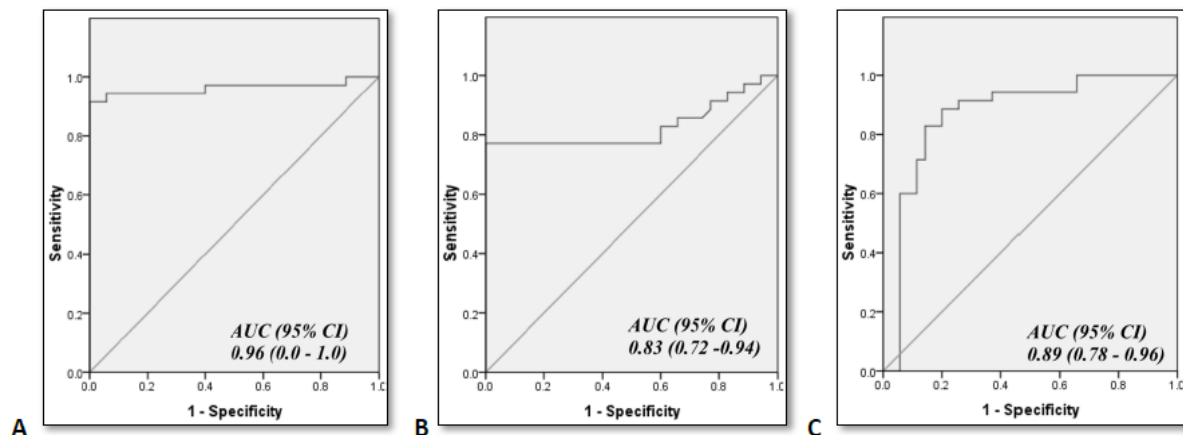 1.0
0.8
0.6
0.4
0.2
0.0
Sensitivity
AUC (95% CI)
0.96 (0.0 - 1.0)
0.0 0.2 0.4 0.6 0.8 1.0
1 - Specificity
A
1.0
0.8
0.6
0.4
0.2
0.0
Sensitivity
AUC (95% CI)
0.83 (0.72 -0.94)
0.0 0.2 0.4 0.6 0.8 1.0
1 - Specificity
B
1.0
0.8
0.6
0.4
0.2
0.0
Sensitivity
AUC (95% CI)
0.89 (0.78 - 0.96)
0.0 0.2 0.4 0.6 0.8 1.0
1 - Specificity
C